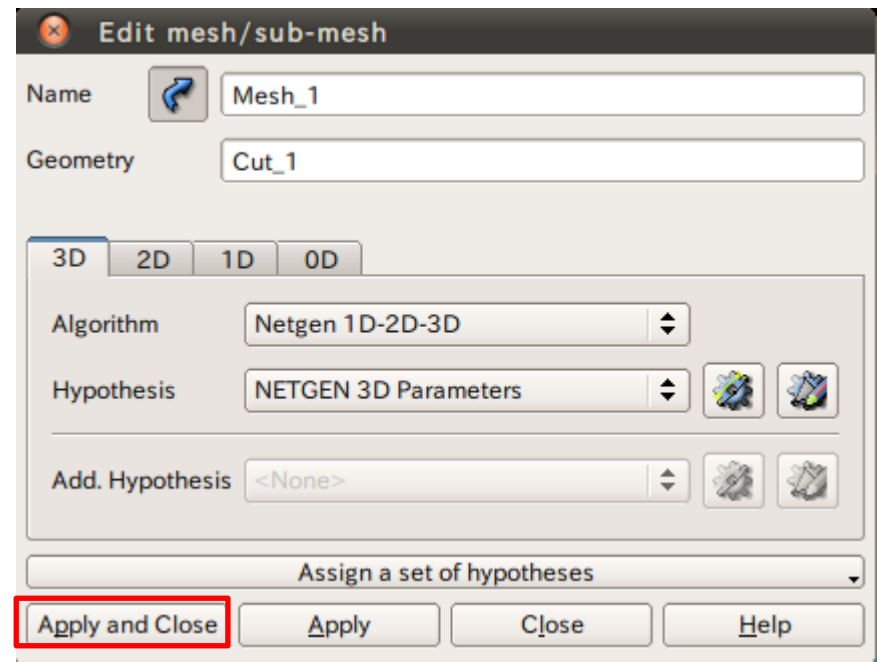 Edit mesh/sub-mesh
Name Mesh_1
Geometry Cut_1
3D 2D 1D 0D
Algorithm Netgen 1D-2D-3D
Hypothesis NETGEN 3D Parameters
Add. Hypothesis <None>
Assign a set of hypotheses
Apply and Close Apply Close Help